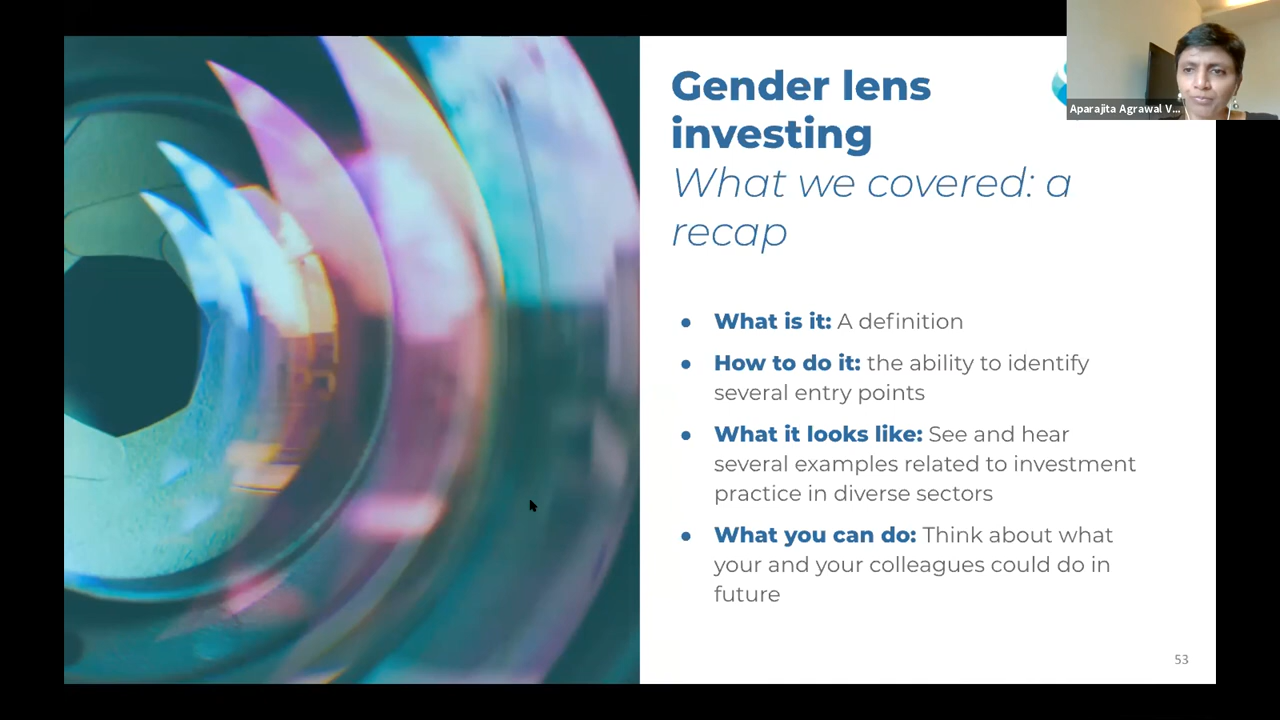 Gender lens
investing
What we covered: a
recap
Aparajita Agrawal V...
● What is it: A definition
● How to do it: the ability to identify
several entry points
● What it looks like: See and hear
several examples related to investment
practice in diverse sectors
● What you can do: Think about what
your and your colleagues could do in
future
53